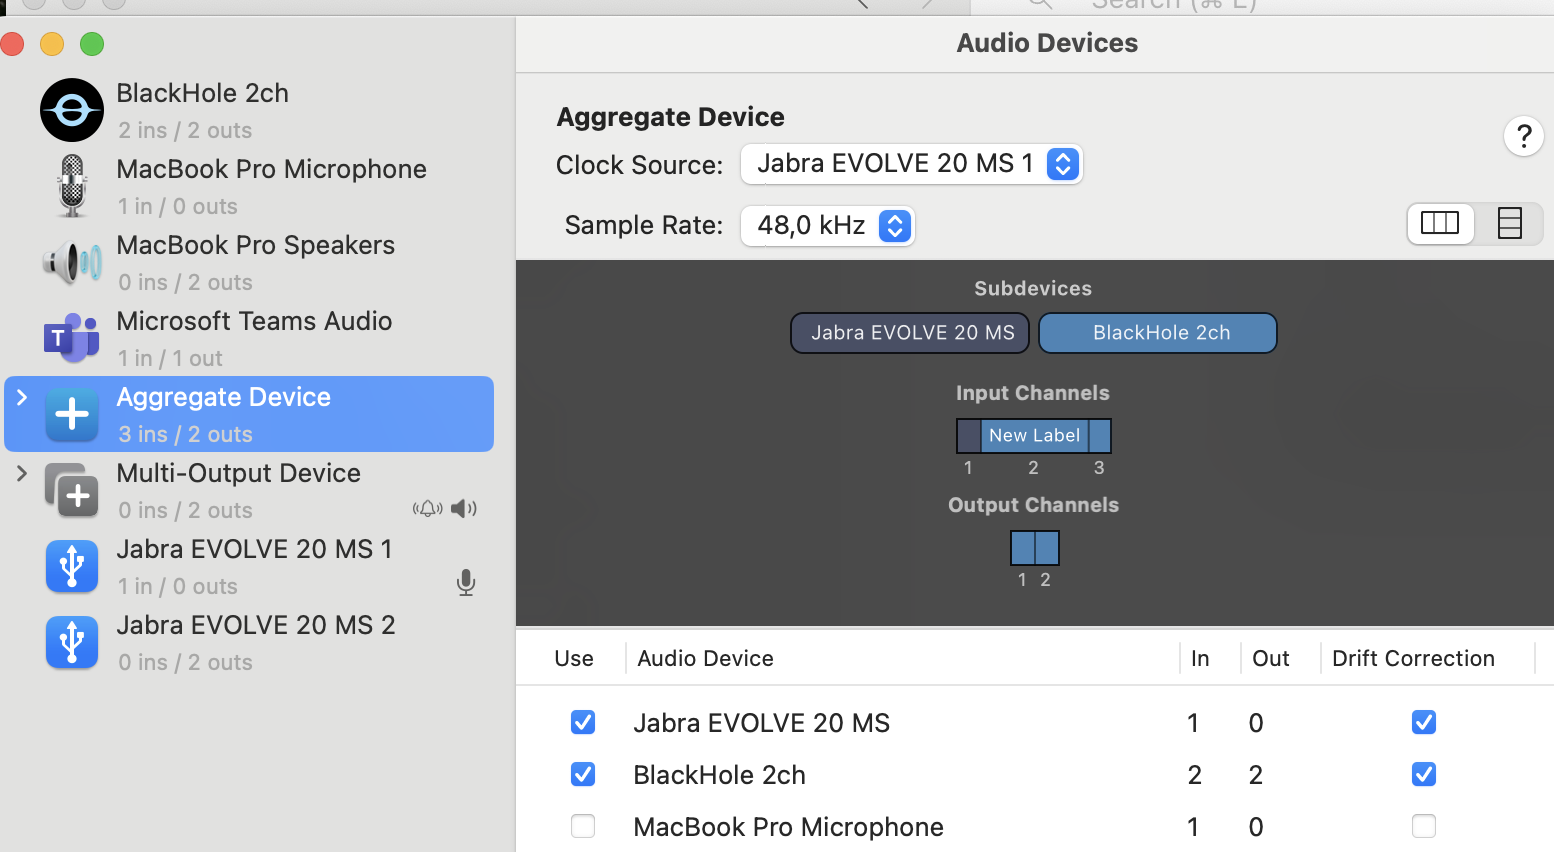 Search (⌘ E)
Audio Devices
BlackHole 2ch
2 ins / 2 outs
MacBook Pro Microphone
1 in / 0 outs
MacBook Pro Speakers
0 ins / 2 outs
T
Microsoft Teams Audio
1 in / 1 out
Aggregate Device
3 ins / 2 outs
Multi-Output Device
0 ins / 2 outs
Jabra EVOLVE 20 MS 1
1 in / 0 outs
Jabra EVOLVE 20 MS 2
0 ins / 2 outs
Aggregate Device
?
Clock Source: Jabra EVOLVE 20 MS 1
Sample Rate: 48,0 kHz
Subdevices
Jabra EVOLVE 20 MS BlackHole 2ch
Input Channels
New Label
1 2 3
Output Channels
1 2
Use Audio Device In Out Drift Correction
Jabra EVOLVE 20 MS 1 0
BlackHole 2ch 2 2
MacBook Pro Microphone 1 0